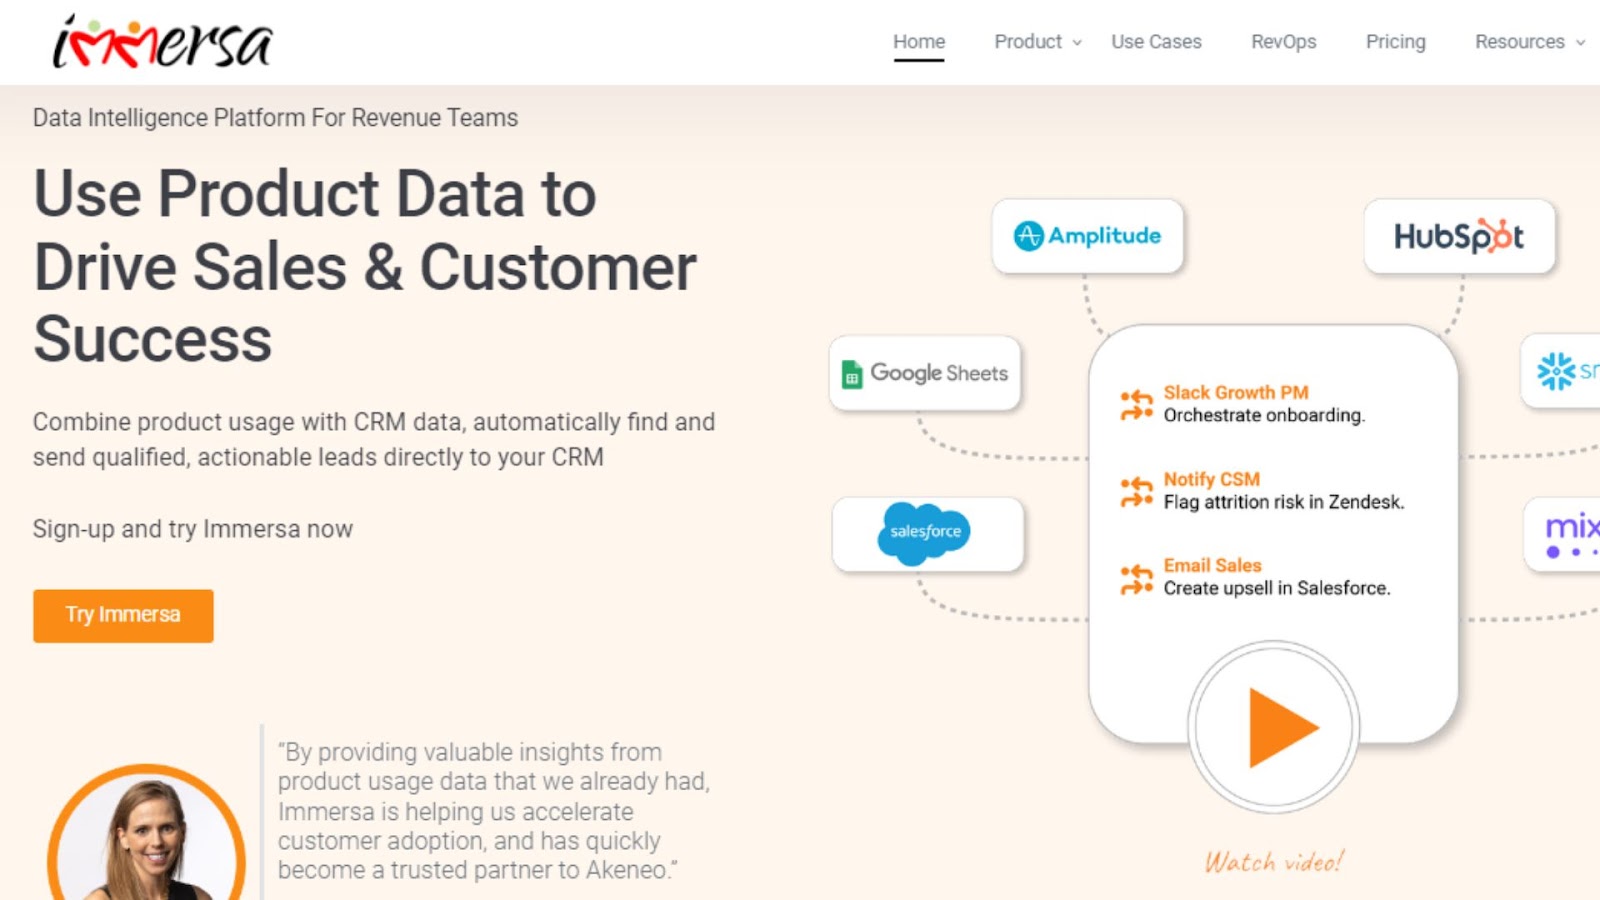 immersa
Home Product Use Cases RevOps Pricing Resources
Data Intelligence Platform For Revenue Teams
Use Product Data to
Drive Sales & Customer
Success
Combine product usage with CRM data, automatically find and
send qualified, actionable leads directly to your CRM
Sign-up and try Immersa now
Try Immersa
“By providing valuable insights from
product usage data that we already had,
Immersa is helping us accelerate
customer adoption, and has quickly
become a trusted partner to Akeneo.”
Amplitude
HubSpot
Google Sheets
salesforce
Slack Growth PM
Orchestrate onboarding.
Notify CSM
Flag attrition risk in Zendesk.
Email Sales
Create upsell in Salesforce.
Watch video!